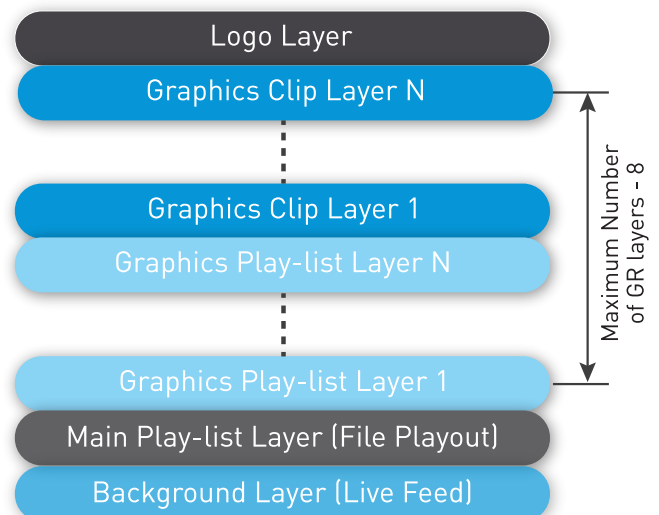 Logo Layer
Graphics Clip Layer N
Graphics Clip Layer 1
Graphics Play-list Layer N
Graphics Play-list Layer 1
Main Play-list Layer (File Playout)
Background Layer (Live Feed)
Maximum Number
of GR layers - 8